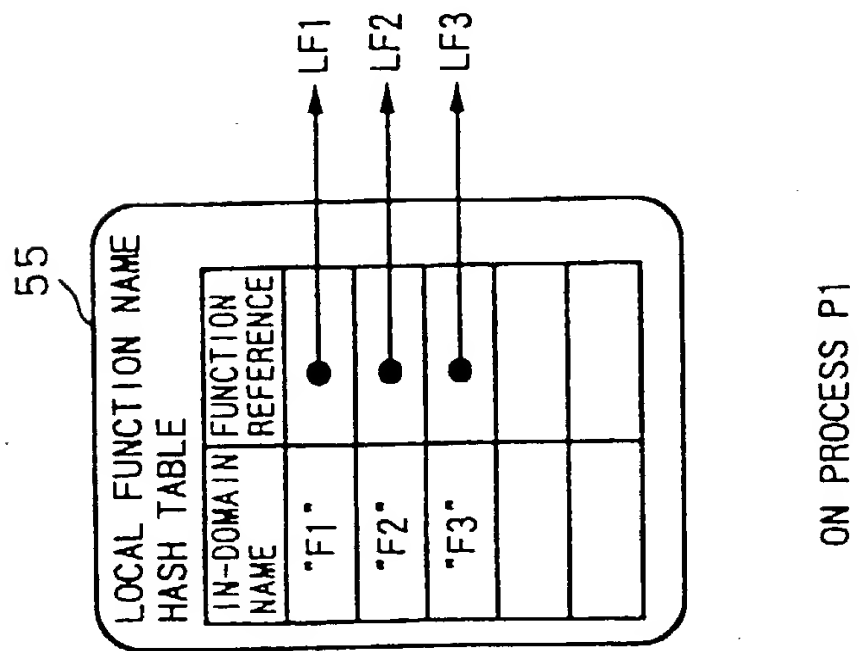 55
LOCAL FUNCTION NAME
HASH TABLE
IN-DOMAIN
NAME
FUNCTION
REFERENCE
"F1"
LF1
"F2"
LF2
"F3"
LF3
ON PROCESS P1